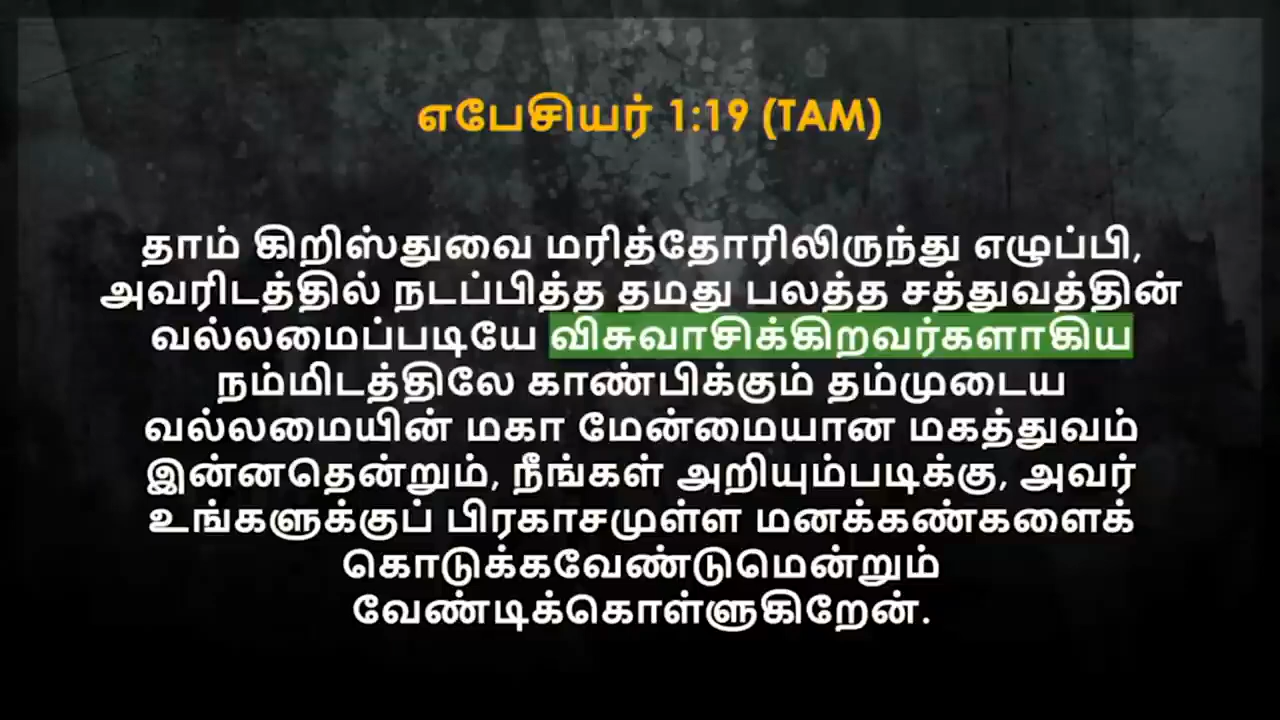 எபேசியர் 1:19 (TAM)
தாம் கிறிஸ்துவை மரித்தோரிலிருந்து எழுப்பி,
அவரிடத்தில் நடப்பித்த தமது பலத்த சத்துவத்தின்
வல்லமைப்படியே விசுவாசிக்கிறவர்களாகிய
நம்மிடத்திலே காண்பிக்கும் தம்முடைய
வல்லமையின் மகா மேன்மையான மகத்துவம்
இன்னதென்றும், நீங்கள் அறியும்படிக்கு, அவர்
உங்களுக்குப் பிரகாசமுள்ள மனக்கண்களைக்
கொடுக்கவேண்டுமென்றும்
வேண்டிக்கொள்ளுகிறேன்.